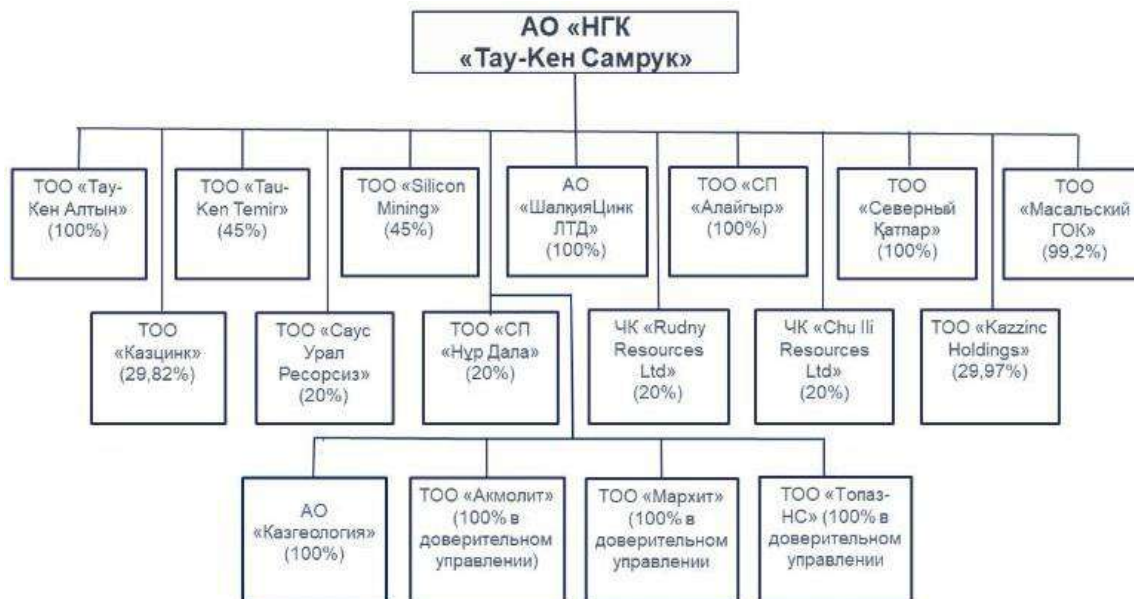 АО «НГК
«Тау-Кен Самрук»
ТОО «Тау-
Кен Алтын»
(100%)
ТОО «Tau-
Ken Temir»
(45%)
ТОО «Silicon
Mining»
(45%)
АО
«ШалқияЦинк
ЛТД»
(100%)
ТОО «СП
«Алайгыр»
(100%)
ТОО
«Северный
Қатпар»
(100%)
ТОО
«Масальский
ГОК»
(99,2%)
ТОО
«Казцинк»
(29,82%)
ТОО «Саус
Урал
Ресорсиз»
(20%)
ТОО «СП
«Нұр Дала»
(20%)
ЧК «Rudny
Resources
Ltd»
(20%)
ЧК «Chu Ili
Resources
Ltd»
(20%)
ТОО «Kazzinc
Holdings»
(29,97%)
АО
«Казгеология»
(100%)
ТОО «Акмолит»
(100% в
доверительном
управлении)
ТОО «Мархит»
(100% в
доверительном
управлении
ТОО «Топаз-
НС» (100% в
доверительном
управлении